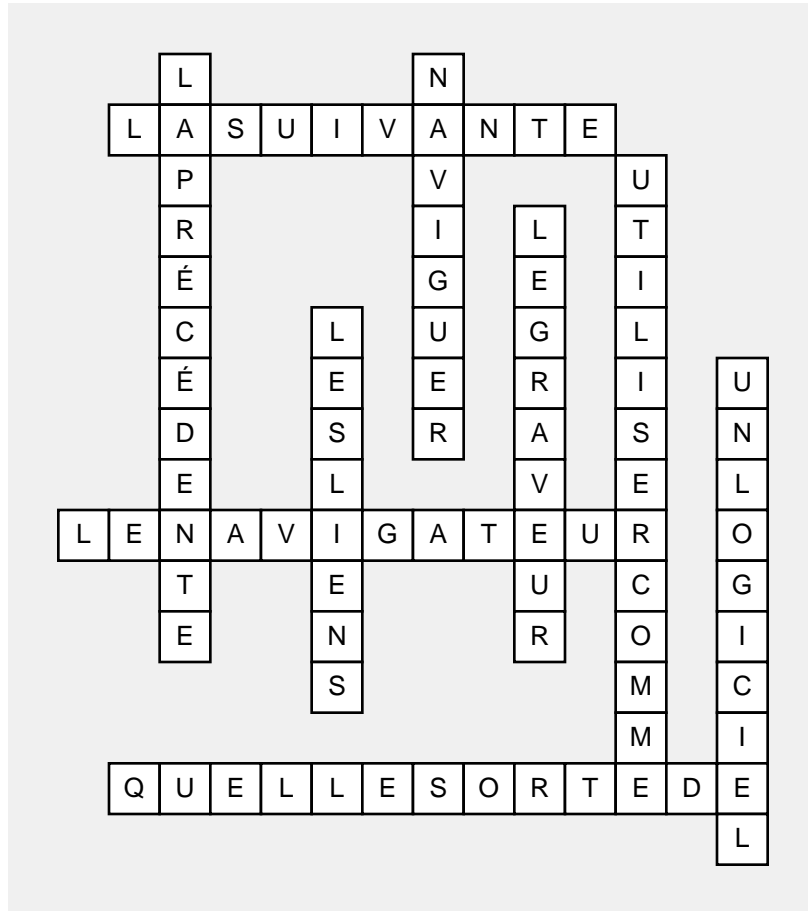 LAPRÉCÉDENTE
NAVIGUER
LASUIVANTE
UTILISERCOMME
LEGRAVEUR
LESLIENS
UNLOGICIEL
LENAVIGATEUR
QUELLESORTEDE